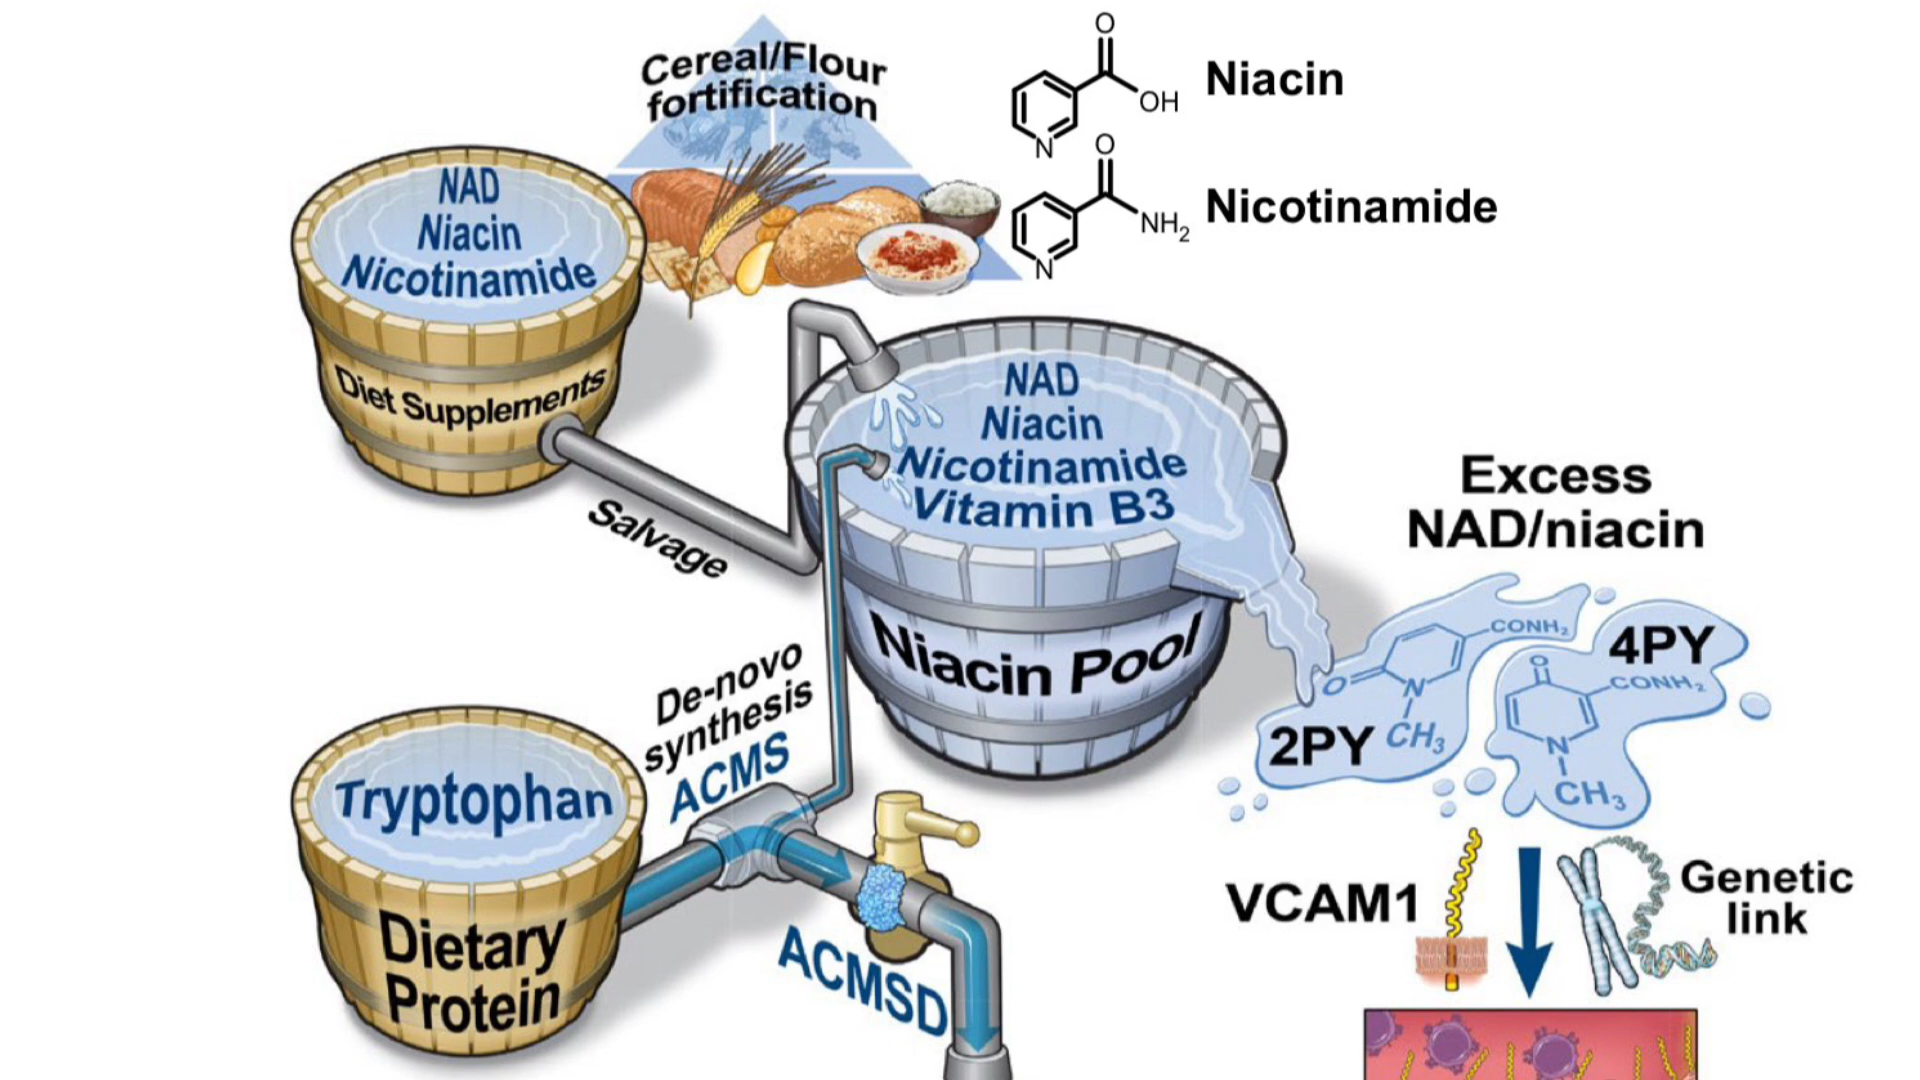 Cereal/Flour
fortification
O
OH
N
Niacin
O
NH₂
N
Nicotinamide
NAD
Niacin
Nicotinamide
Diet Supplements
Salvage
NAD
Niacin
Nicotinamide
Vitamin B3
Niacin Pool
Excess
NAD/niacin
CONH₂
O
N
CH₃
2PY
4PY
O
CONH₂
N
CH₃
De-novo
synthesis
ACMS
Tryptophan
Dietary
Protein
ACMSD
VCAM1
Genetic
link